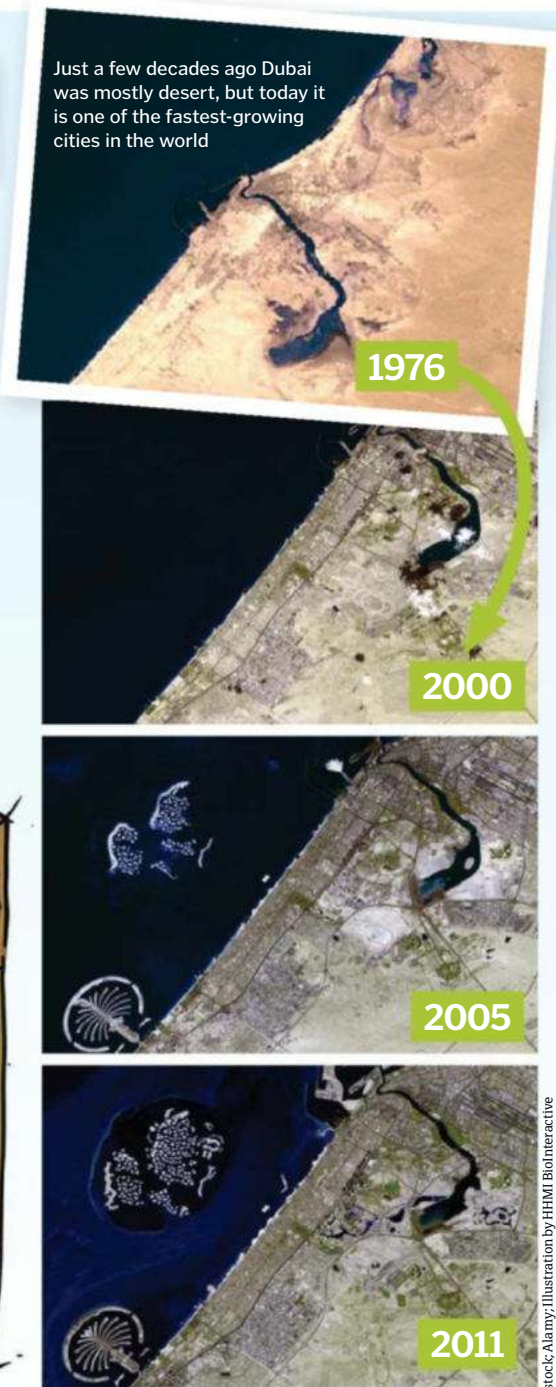 Just a few decades ago Dubai
was mostly desert, but today it
is one of the fastest-growing
cities in the world
1976
2000
2005
2011
Alamy; Illustration by HHMI BioInteractive